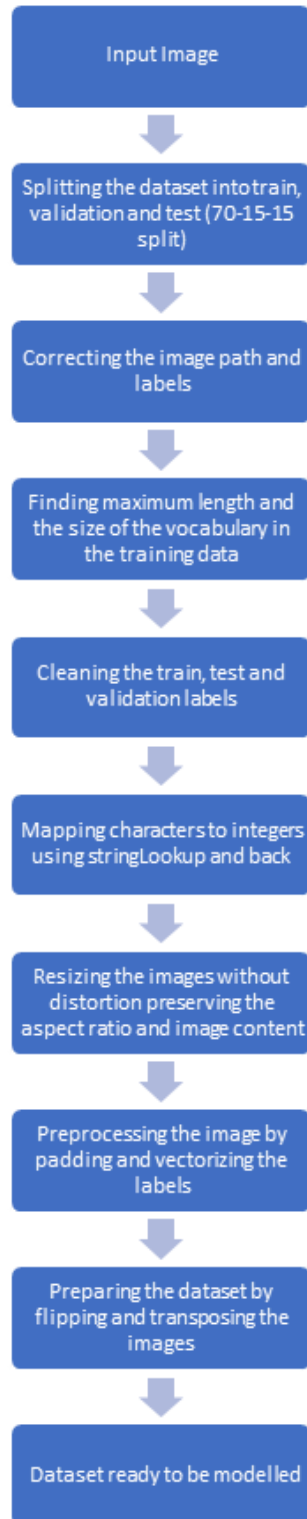 Input Image
Splitting the dataset into train,
validation and test (70-15-15
split)
Correcting the image path and
labels
Finding maximum length and
the size of the vocabulary in
the training data
Cleaning the train, test and
validation labels
Mapping characters to integers
using stringLookup and back
Resizing the images without
distortion preserving the
aspect ratio and image content
Preprocessing the image by
padding and vectorizing the
labels
Preparing the dataset by
flipping and transposing the
images
Dataset ready to be modelled